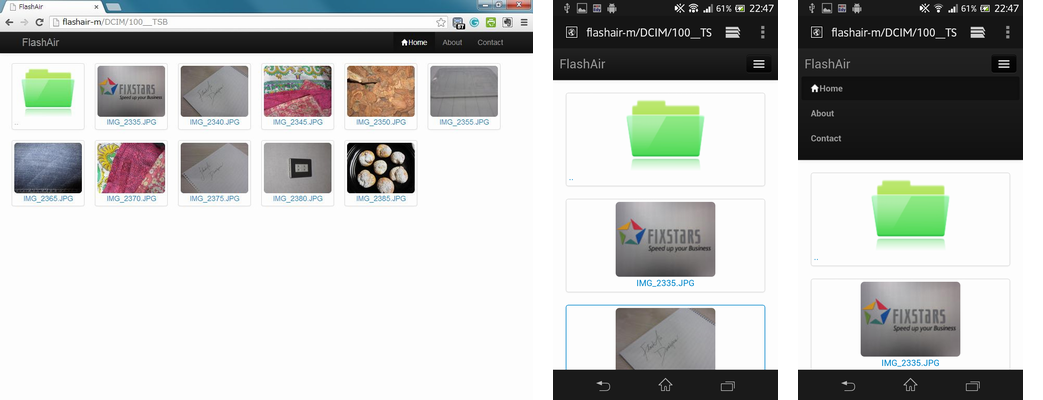 FlashAir
flashair-m/DCIM/100__TSB
FlashAir
Home
About
Contact
..
FIXSTARS
Speed up your Business
IMG_2335.JPG
IMG_2340.JPG
IMG_2345.JPG
IMG_2350.JPG
IMG_2355.JPG
IMG_2365.JPG
IMG_2370.JPG
IMG_2375.JPG
IMG_2380.JPG
IMG_2385.JPG
61% 22:47
flashair-m/DCIM/100__TS
FlashAir
..
FIXSTARS
Speed up your Business
IMG_2335.JPG
61% 22:47
flashair-m/DCIM/100__TS
FlashAir
Home
About
Contact
..
FIXSTARS
Speed up your Business
IMG_2335.JPG